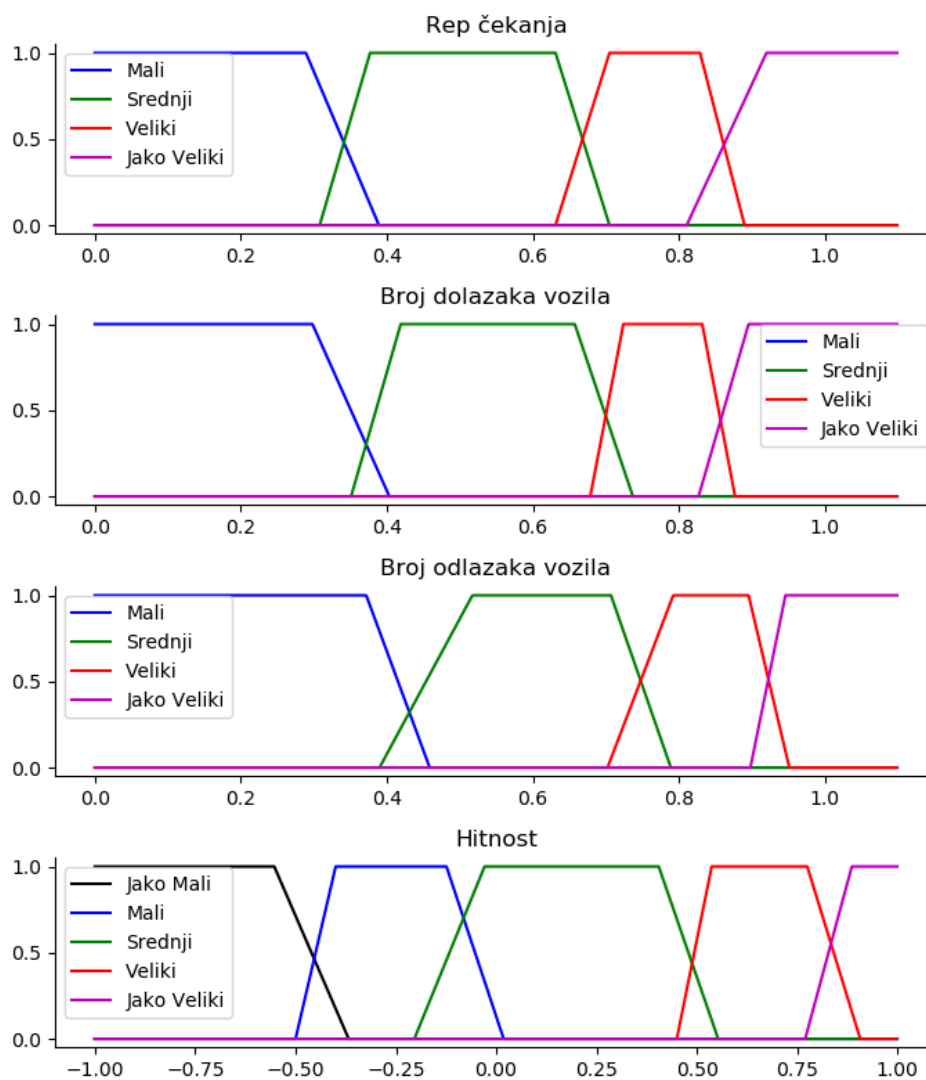 Rep čekanja
1.0
0.5
0.0
Mali
Srednji
Veliki
Jako Veliki
0.0 0.2 0.4 0.6 0.8 1.0
Broj dolazaka vozila
1.0
0.5
0.0
Mali
Srednji
Veliki
Jako Veliki
0.0 0.2 0.4 0.6 0.8 1.0
Broj odlazaka vozila
1.0
0.5
0.0
Mali
Srednji
Veliki
Jako Veliki
0.0 0.2 0.4 0.6 0.8 1.0
Hitnost
1.0
0.5
0.0
Jako Mali
Mali
Srednji
Veliki
Jako Veliki
−1.00 −0.75 −0.50 −0.25 0.00 0.25 0.50 0.75 1.00